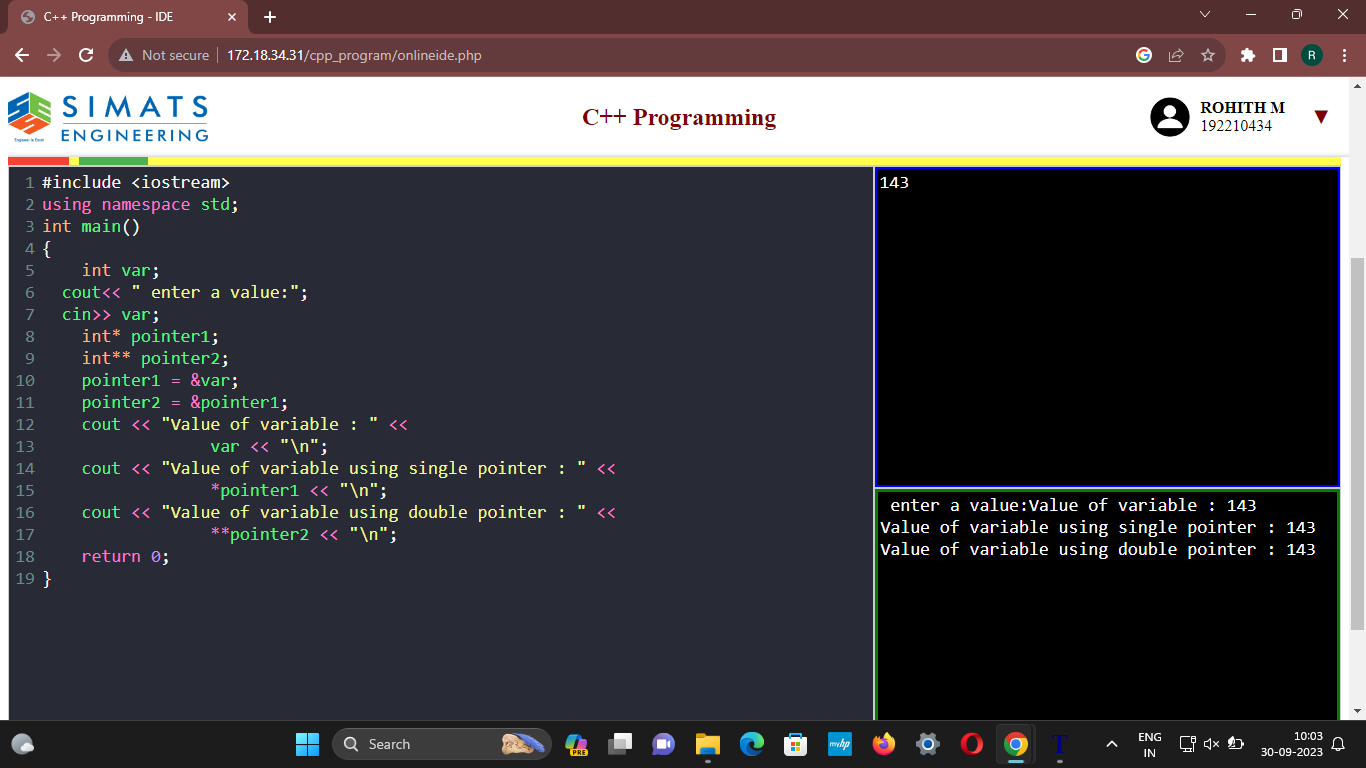 C++ Programming - IDE
Not secure 172.18.34.31/cpp_program/onlineide.php
R
SIMATS
ENGINEERING
Engineer to Excel
C++ Programming
ROHITH M
192210434
1 #include <iostream>
2 using namespace std;
3 int main()
4 {
5     int var;
6   cout<< " enter a value:";
7   cin>> var;
8     int* pointer1;
9     int** pointer2;
10     pointer1 = &var;
11     pointer2 = &pointer1;
12     cout << "Value of variable : " <<
13                  var << "\n";
14     cout << "Value of variable using single pointer : " <<
15                  *pointer1 << "\n";
16     cout << "Value of variable using double pointer : " <<
17                  **pointer2 << "\n";
18     return 0;
19 }
143
 enter a value:Value of variable : 143
Value of variable using single pointer : 143
Value of variable using double pointer : 143
Search
PRE
myhp
T
ENG
IN
10:03
30-09-2023